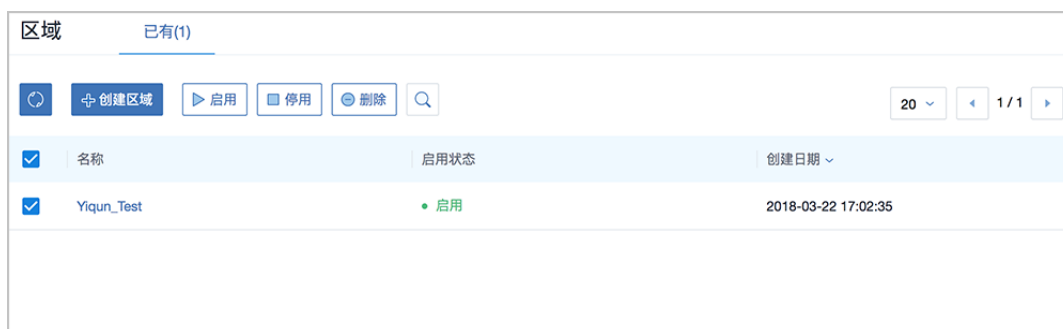 区域 已有(1)
创建区域 启用 停用 删除 20 1 / 1
名称 启用状态 创建日期
Yiqun_Test 启用 2018-03-22 17:02:35